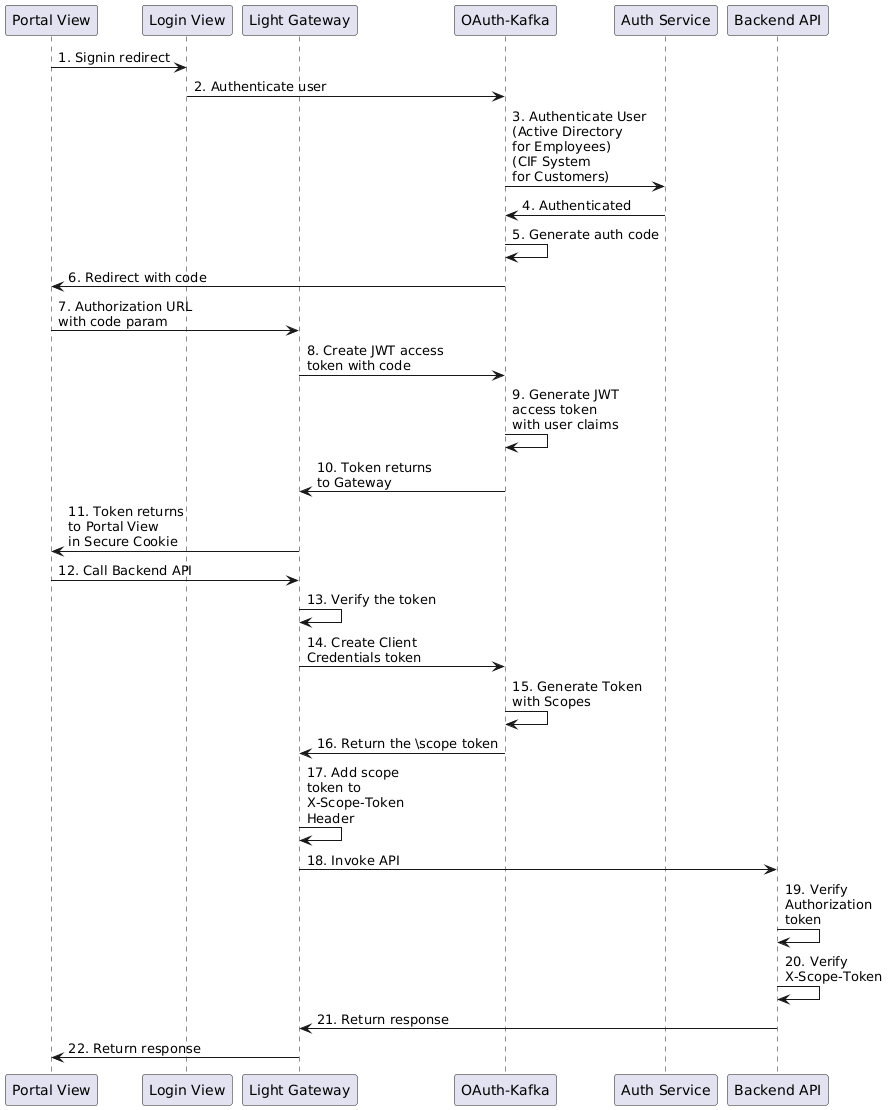 Portal View
Login View
Light Gateway
OAuth-Kafka
Auth Service
Backend API
1. Signin redirect
2. Authenticate user
3. Authenticate User
(Active Directory
for Employees)
(CIF System
for Customers)
4. Authenticated
5. Generate auth code
6. Redirect with code
7. Authorization URL
with code param
8. Create JWT access
token with code
9. Generate JWT
access token
with user claims
10. Token returns
to Gateway
11. Token returns
to Portal View
in Secure Cookie
12. Call Backend API
13. Verify the token
14. Create Client
Credentials token
15. Generate Token
with Scopes
16. Return the \scope token
17. Add scope
token to
X-Scope-Token
Header
18. Invoke API
19. Verify
Authorization
token
20. Verify
X-Scope-Token
21. Return response
22. Return response
Portal View
Login View
Light Gateway
OAuth-Kafka
Auth Service
Backend API